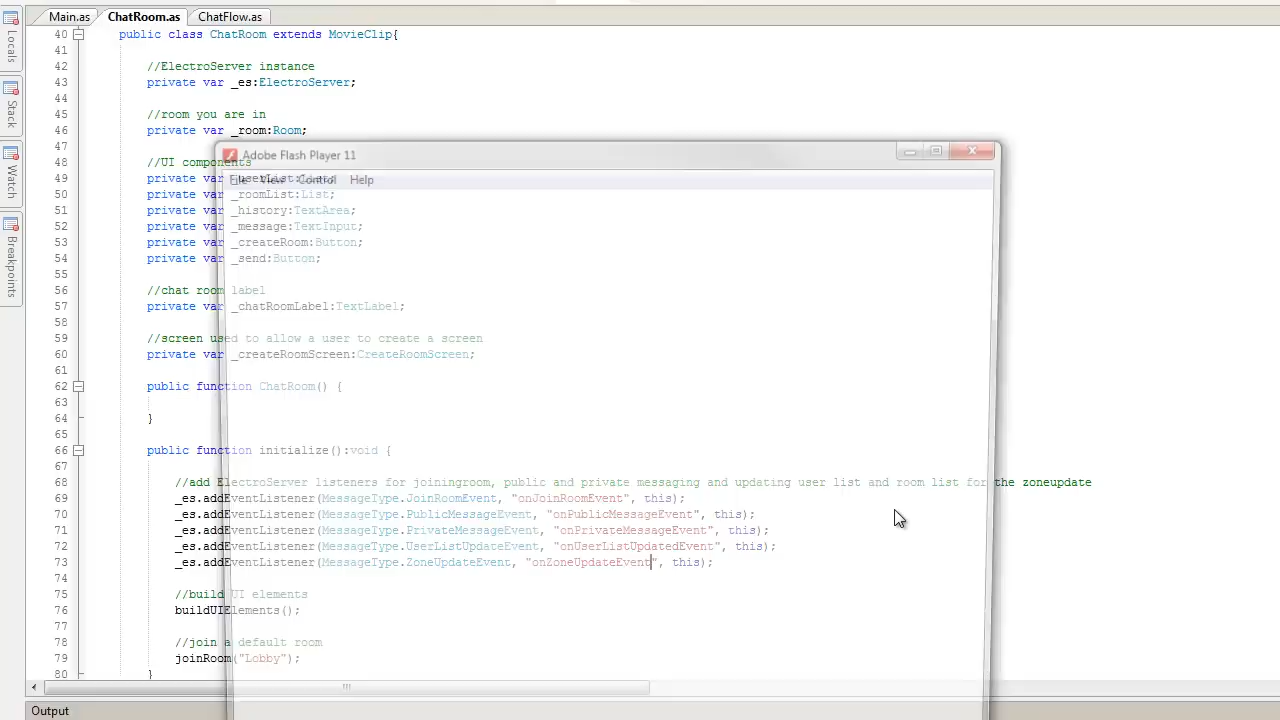 Main.as
ChatRoom.as
ChatFlow.as
Locals
Stack
Watch
Breakpoints
40 public class ChatRoom extends MovieClip{
41
42 //ElectroServer instance
43 private var _es:ElectroServer;
44
45 //room you are in
46 private var _room:Room;
47
Adobe Flash Player 11
48 //UI components
File View Control Help
49 private var _userList:List;
50 private var _roomList:List;
51 private var _history:TextArea;
52 private var _message:TextInput;
53 private var _createRoom:Button;
54 private var _send:Button;
55
56 //chat room label
57 private var _chatRoomLabel:TextLabel;
58
59 //screen used to allow a user to create a screen
60 private var _createRoomScreen:CreateRoomScreen;
61
62 public function ChatRoom() {
63
64 }
65
66 public function initialize():void {
67
68 //add ElectroServer listeners for joiningroom, public and private messaging and updating user list and room list for the zoneupdate
69 _es.addEventListener(MessageType.JoinRoomEvent, "onJoinRoomEvent", this);
70 _es.addEventListener(MessageType.PublicMessageEvent, "onPublicMessageEvent", this);
71 _es.addEventListener(MessageType.PrivateMessageEvent, "onPrivateMessageEvent", this);
72 _es.addEventListener(MessageType.UserListUpdateEvent, "onUserListUpdatedEvent", this);
73 _es.addEventListener(MessageType.ZoneUpdateEvent, "onZoneUpdateEvent", this);
74
75 //build UI elements
76 buildUIElements();
77
78 //join a default room
79 joinRoom("Lobby");
80 }
Output